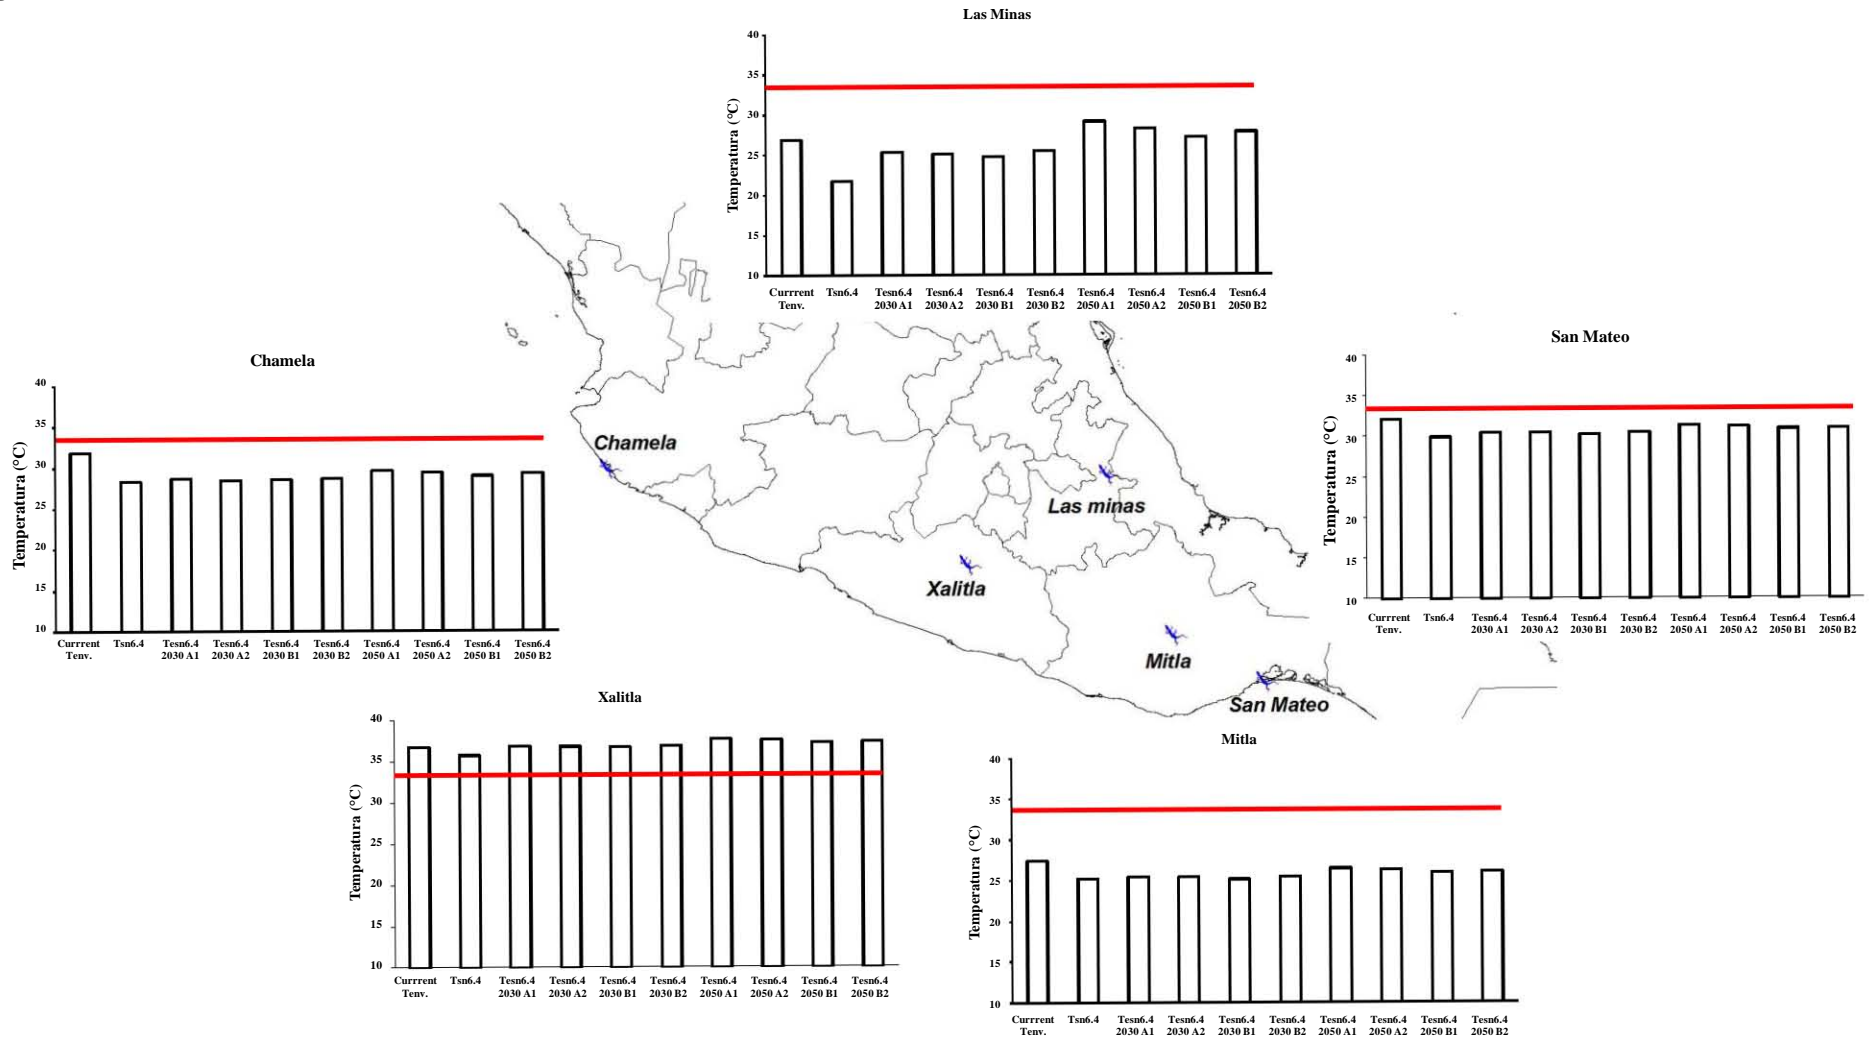 Las Minas
Temperatura (°C)
40
35
30
25
20
15
10
Currrent Tsn6.4 Tesn6.4 Tesn6.4 Tesn6.4 Tesn6.4 Tesn6.4 Tesn6.4 Tesn6.4 Tesn6.4
Tenv. 2030 A1 2030 A2 2030 B1 2030 B2 2050 A1 2050 A2 2050 B1 2050 B2
Chamela
Temperatura (°C)
40
35
30
25
20
15
10
Currrent Tsn6.4 Tesn6.4 Tesn6.4 Tesn6.4 Tesn6.4 Tesn6.4 Tesn6.4 Tesn6.4 Tesn6.4
Tenv. 2030 A1 2030 A2 2030 B1 2030 B2 2050 A1 2050 A2 2050 B1 2050 B2
Chamela
Las minas
Xalitla
Mitla
San Mateo
San Mateo
Temperatura (°C)
40
35
30
25
20
15
10
Currrent Tsn6.4 Tesn6.4 Tesn6.4 Tesn6.4 Tesn6.4 Tesn6.4 Tesn6.4 Tesn6.4 Tesn6.4
Tenv. 2030 A1 2030 A2 2030 B1 2030 B2 2050 A1 2050 A2 2050 B1 2050 B2
Xalitla
Temperatura (°C)
40
35
30
25
20
15
10
Currrent Tsn6.4 Tesn6.4 Tesn6.4 Tesn6.4 Tesn6.4 Tesn6.4 Tesn6.4 Tesn6.4 Tesn6.4
Tenv. 2030 A1 2030 A2 2030 B1 2030 B2 2050 A1 2050 A2 2050 B1 2050 B2
Mitla
Temperatura (°C)
40
35
30
25
20
15
10
Currrent Tsn6.4 Tesn6.4 Tesn6.4 Tesn6.4 Tesn6.4 Tesn6.4 Tesn6.4 Tesn6.4 Tesn6.4
Tenv. 2030 A1 2030 A2 2030 B1 2030 B2 2050 A1 2050 A2 2050 B1 2050 B2